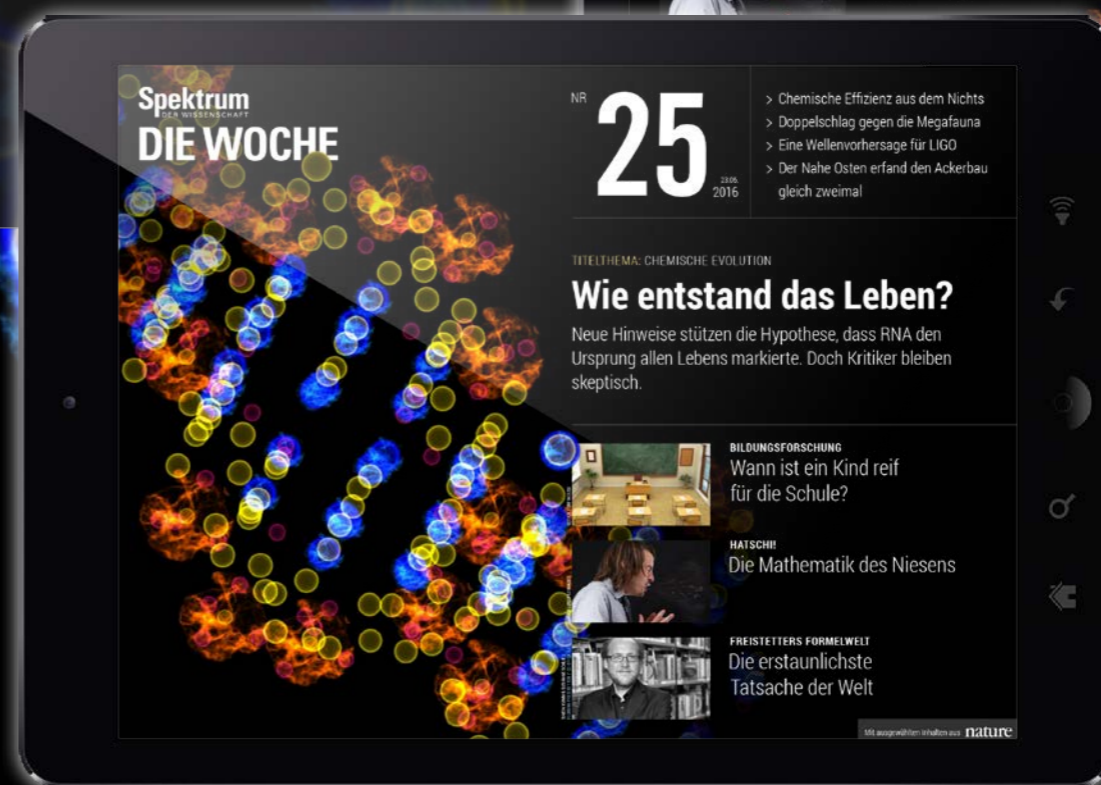 Spektrum
DER WISSENSCHAFT
DIE WOCHE
NR
25
23.06.
2016
> Chemische Effizienz aus dem Nichts
> Doppelschlag gegen die Megafauna
> Eine Wellenvorhersage für LIGO
> Der Nahe Osten erfand den Ackerbau
gleich zweimal
TITELTHEMA: CHEMISCHE EVOLUTION
Wie entstand das Leben?
Neue Hinweise stützen die Hypothese, dass RNA den
Ursprung allen Lebens markierte. Doch Kritiker bleiben
skeptisch.
BILDUNGSFORSCHUNG
Wann ist ein Kind reif
für die Schule?
HATSCHI!
Die Mathematik des Niesens
FREISTETTERS FORMELWELT
Die erstaunlichste
Tatsache der Welt
Mit ausgewählten Inhalten aus nature